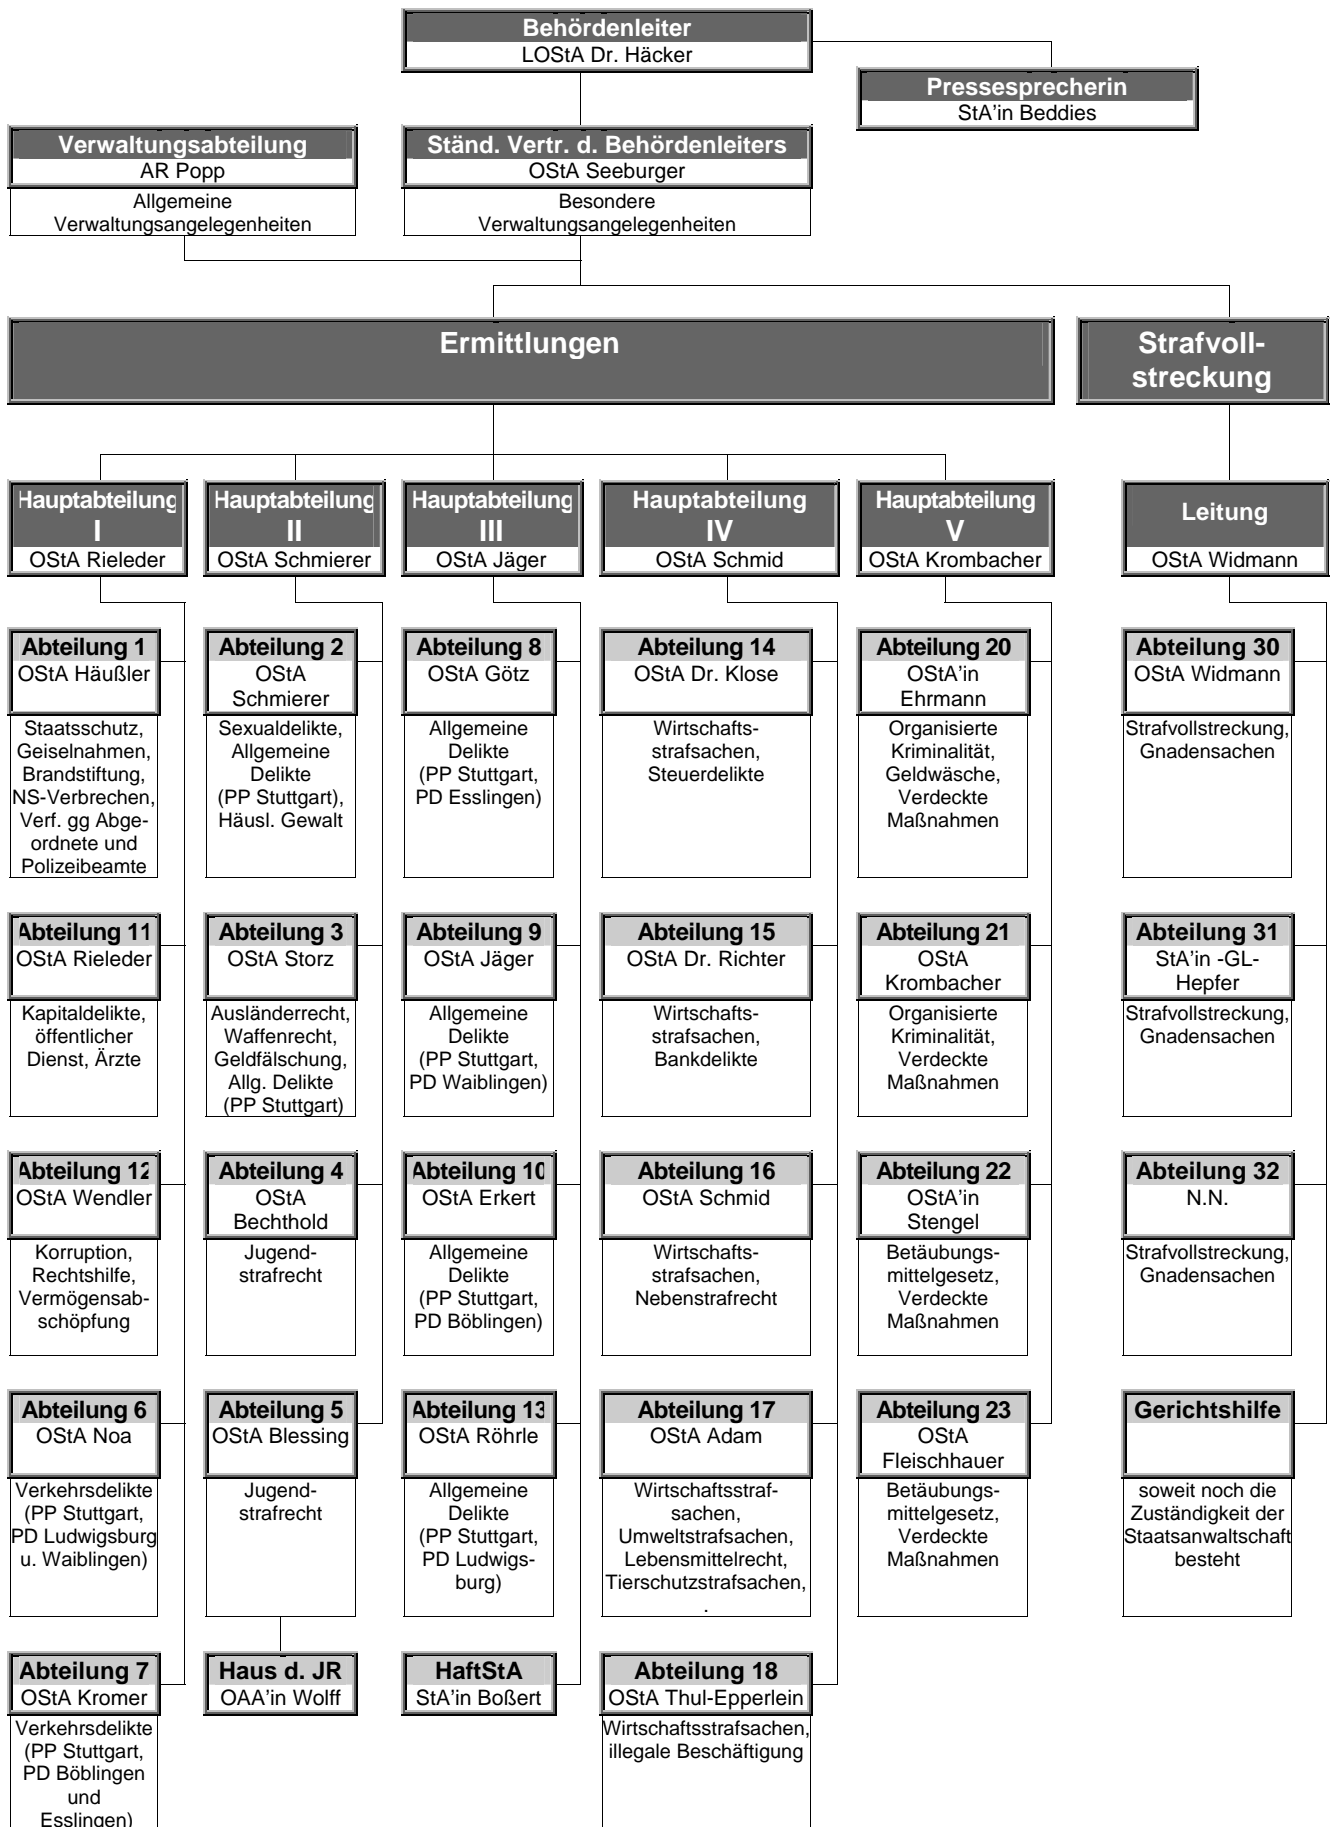 Behördenleiter
LOStA Dr. Häcker
Pressesprecherin
StA'in Beddies
Verwaltungsabteilung
AR Popp
Allgemeine
Verwaltungsangelegenheiten
Ständ. Vertr. d. Behördenleiters
OStA Seeburger
Besondere
Verwaltungsangelegenheiten
Ermittlungen
Strafvoll-
streckung
Hauptabteilung
I
OStA Rieleder
Hauptabteilung
II
OStA Schmierer
Hauptabteilung
III
OStA Jäger
Hauptabteilung
IV
OStA Schmid
Hauptabteilung
V
OStA Krombacher
Leitung
OStA Widmann
Abteilung 1
OStA Häußler
Staatsschutz,
Geiselnahmen,
Brandstiftung,
NS-Verbrechen,
Verf. gg Abge-
ordnete und
Polizeibeamte
Abteilung 2
OStA
Schmierer
Sexualdelikte,
Allgemeine
Delikte
(PP Stuttgart),
Häusl. Gewalt
Abteilung 8
OStA Götz
Allgemeine
Delikte
(PP Stuttgart,
PD Esslingen)
Abteilung 14
OStA Dr. Klose
Wirtschafts-
strafsachen,
Steuerdelikte
Abteilung 20
OStA'in
Ehrmann
Organisierte
Kriminalität,
Geldwäsche,
Verdeckte
Maßnahmen
Abteilung 30
OStA Widmann
Strafvollstreckung,
Gnadensachen
Abteilung 11
OStA Rieleder
Kapitaldelikte,
öffentlicher
Dienst, Ärzte
Abteilung 3
OStA Storz
Ausländerrecht,
Waffenrecht,
Geldfälschung,
Allg. Delikte
(PP Stuttgart)
Abteilung 9
OStA Jäger
Allgemeine
Delikte
(PP Stuttgart,
PD Waiblingen)
Abteilung 15
OStA Dr. Richter
Wirtschafts-
strafsachen,
Bankdelikte
Abteilung 21
OStA
Krombacher
Organisierte
Kriminalität,
Verdeckte
Maßnahmen
Abteilung 31
StA'in -GL-
Hepfer
Strafvollstreckung,
Gnadensachen
Abteilung 12
OStA Wendler
Korruption,
Rechtshilfe,
Vermögensab-
schöpfung
Abteilung 4
OStA
Bechthold
Jugend-
strafrecht
Abteilung 10
OStA Erkert
Allgemeine
Delikte
(PP Stuttgart,
PD Böblingen)
Abteilung 16
OStA Schmid
Wirtschafts-
strafsachen,
Nebenstrafrecht
Abteilung 22
OStA'in
Stengel
Betäubungs-
mittelgesetz,
Verdeckte
Maßnahmen
Abteilung 32
N.N.
Strafvollstreckung,
Gnadensachen
Abteilung 6
OStA Noa
Verkehrsdelikte
(PP Stuttgart,
PD Ludwigsburg
u. Waiblingen)
Abteilung 5
OStA Blessing
Jugend-
strafrecht
Abteilung 13
OStA Röhrle
Allgemeine
Delikte
(PP Stuttgart,
PD Ludwigs-
burg)
Abteilung 17
OStA Adam
Wirtschaftsstraf-
sachen,
Umweltstrafsachen,
Lebensmittelrecht,
Tierschutzstrafsachen,
.
Abteilung 23
OStA
Fleischhauer
Betäubungs-
mittelgesetz,
Verdeckte
Maßnahmen
Gerichtshilfe
soweit noch die
Zuständigkeit der
Staatsanwaltschaft
besteht
Abteilung 7
OStA Kromer
Verkehrsdelikte
(PP Stuttgart,
PD Böblingen
und
Esslingen)
Haus d. JR
OAA'in Wolff
HaftStA
StA'in Boßert
Abteilung 18
OStA Thul-Epperlein
Wirtschaftsstrafsachen,
illegale Beschäftigung